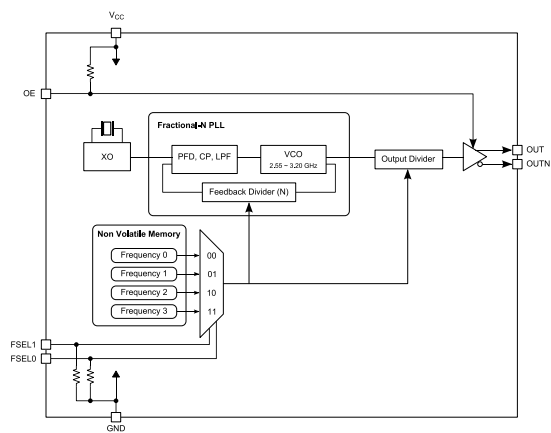 VCC
OE
Fractional-N PLL
XO
PFD, CP, LPF
VCO
2.55 – 3.20 GHz
Output Divider
OUT
OUTN
Feedback Divider (N)
Non Volatile Memory
Frequency 0
00
Frequency 1
01
Frequency 2
10
Frequency 3
11
FSEL1
FSEL0
GND